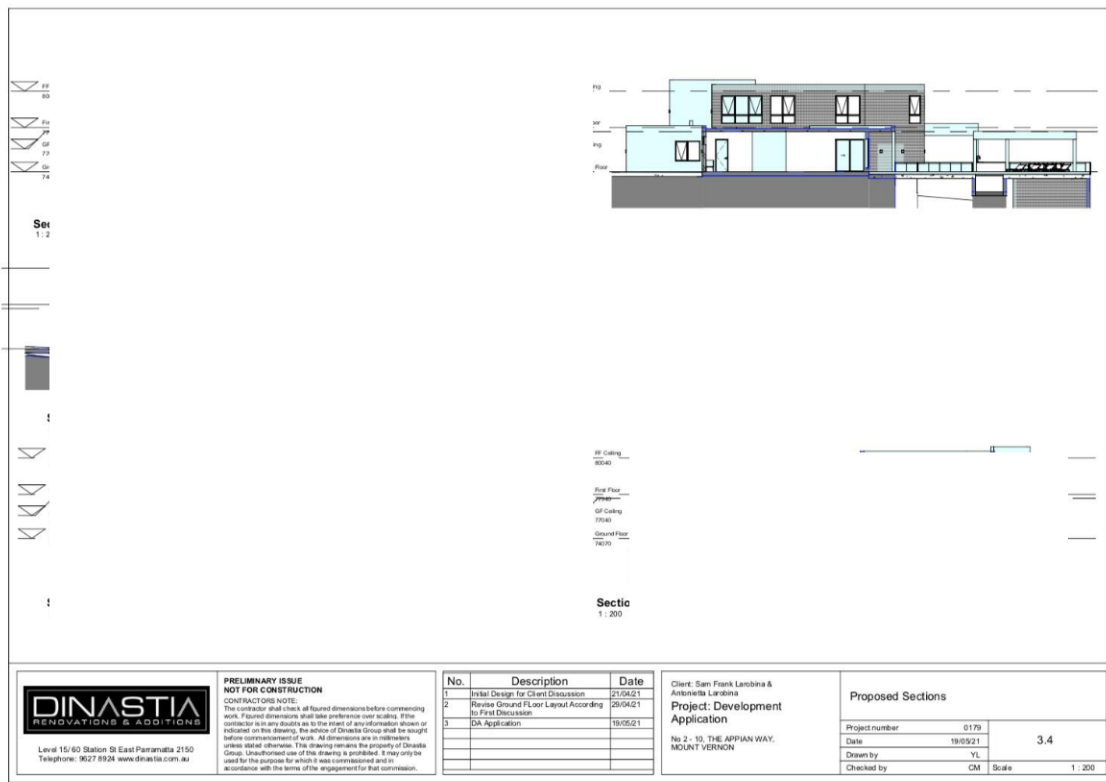 FF
80
Fir
GF
77
Gr
74
Sec
1 : 2
ing
ing
Floor
FF Ceiling
80040
First Floor
GF Ceiling
77040
Ground Floor
74070
Sectio
1 : 200
DINASTIA
RENOVATIONS & ADDITIONS
Level 15/ 60 Station St East Parramatta 2150
Telephone: 9627 8924 www.dinastia.com.au
PRELIMINARY ISSUE
NOT FOR CONSTRUCTION
CONTRACTORS NOTE:
The contractor shall check all figured dimensions before commencing
work. Figured dimensions shall take preference over scaling. If the
contractor is in any doubts as to the intent of any information shown or
indicated on this drawing, the advice of Dinastia Group shall be sought
before commencement of work. All dimensions are in millimeters
unless stated otherwise. This drawing remains the property of Dinastia
Group. Unauthorised use of this drawing is prohibited. It may only be
used for the purpose for which it was commissioned and in
accordance with the terms of the engagement for that commission.
No. Description Date
1 Initial Design for Client Discussion 21/04/21
2 Revise Ground FLoor Layout According 29/04/21
to First Discussion
3 DA Application 19/05/21
Client: Sam Frank Larobina &
Antonietta Larobina
Project: Development
Application
No 2 - 10, THE APPIAN WAY,
MOUNT VERNON
Proposed Sections
Project number 0179
Date 19/05/21
Drawn by YL
Checked by CM
3.4
Scale 1 : 200